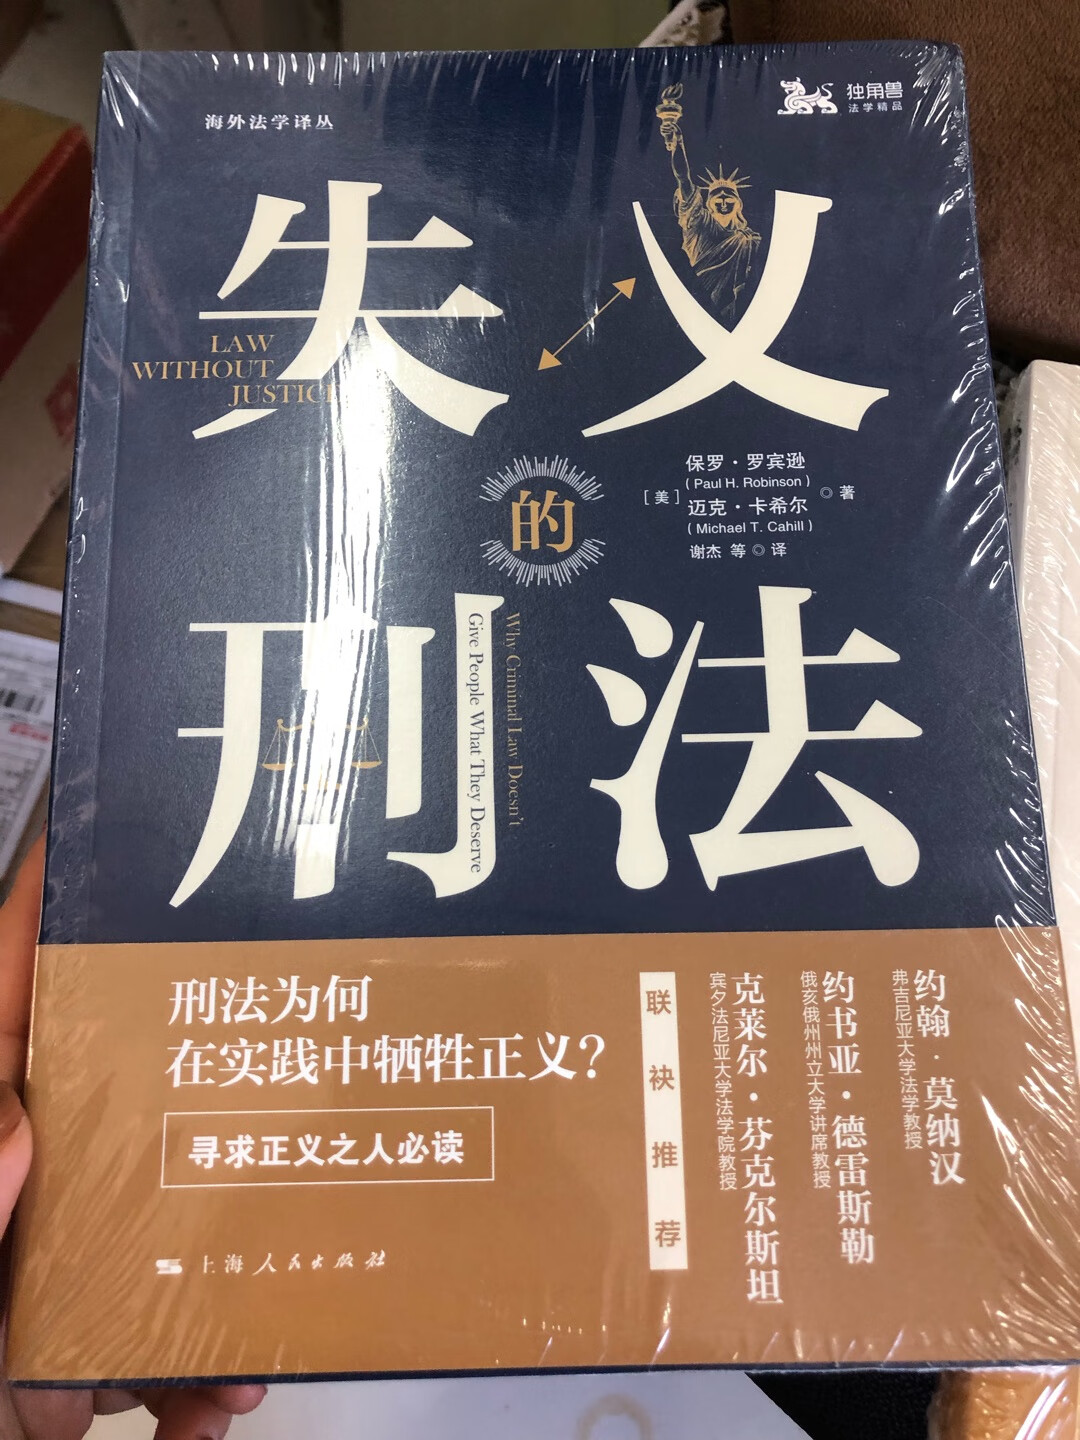 海外法学译丛
独角兽
法学精品
失义
LAW
WITHOUT
JUSTICE
的
[美]
保罗·罗宾逊
(Paul H. Robinson)
迈克·卡希尔
(Michael T. Cahill)
◎著
谢杰 等◎译
刑法
Why Criminal Law Doesn't
Give People What They Deserve
刑法为何
在实践中牺牲正义?
寻求正义之人必读
上海人民出版社
约翰·莫纳汉
弗吉尼亚大学法学教授
约书亚·德雷斯勒
俄亥俄州州立大学讲席教授
克莱尔·芬克尔斯坦
宾夕法尼亚大学法学院教授
联袂推荐